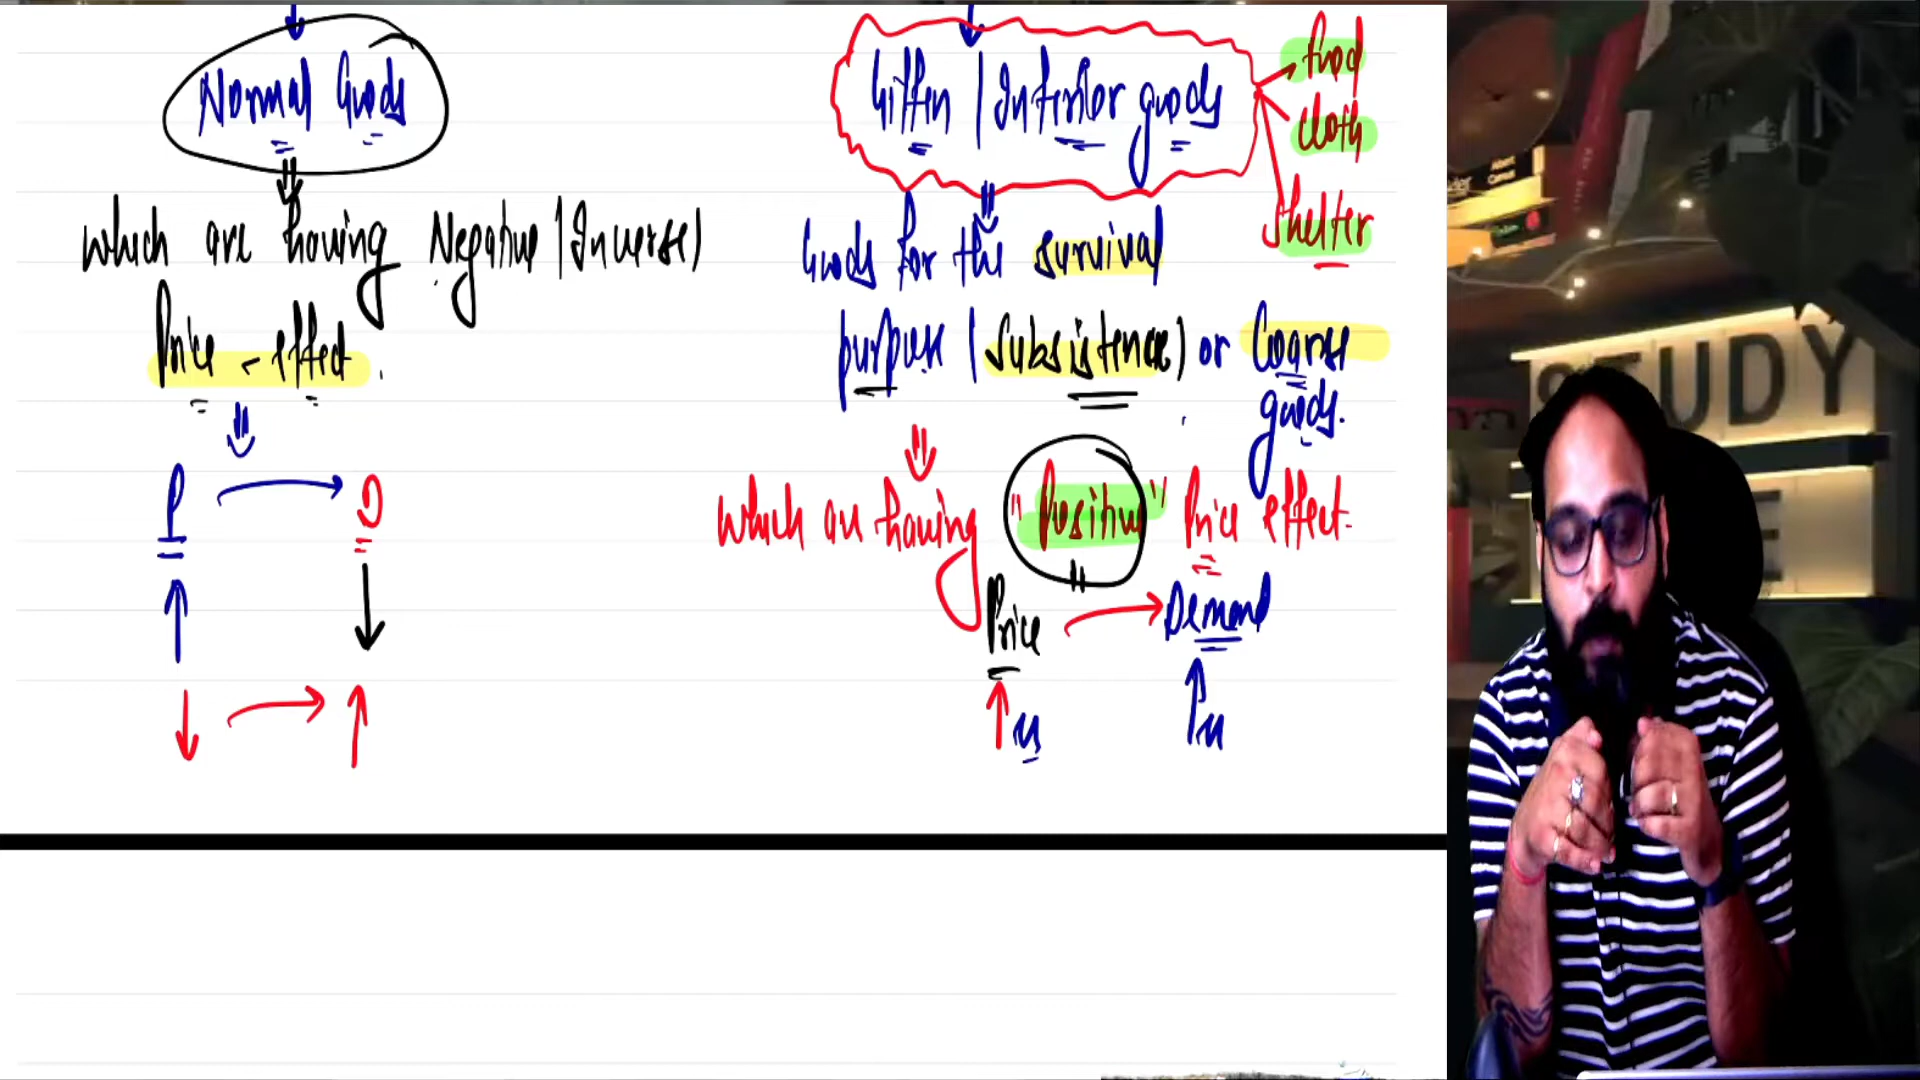 Normal Goods
which are having Negative (Inverse)
Price - effect.
P D
Giffin | Inferior goods
food
cloth
shelter
Goods for the survival
purpose (subsistence) or Coarse
goods.
which are having "Positive" Price effect.
Price Demand
STUDY